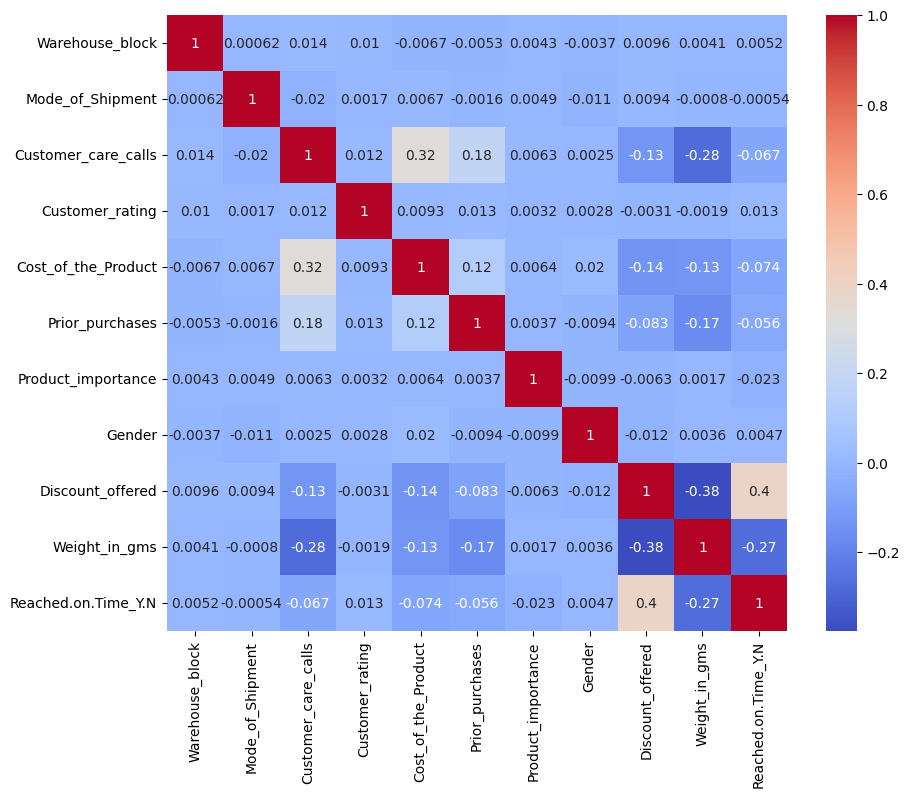 Warehouse_block 1 0.00062 0.014 0.01 -0.0067 -0.0053 0.0043 -0.0037 0.0096 0.0041 0.0052
Mode_of_Shipment -0.00062 1 -0.02 0.0017 0.0067 -0.0016 0.0049 -0.011 0.0094 -0.0008 -0.00054
Customer_care_calls 0.014 -0.02 1 0.012 0.32 0.18 0.0063 0.0025 -0.13 -0.28 -0.067
Customer_rating 0.01 0.0017 0.012 1 0.0093 0.013 0.0032 0.0028 -0.0031 -0.0019 0.013
Cost_of_the_Product -0.0067 0.0067 0.32 0.0093 1 0.12 0.0064 0.02 -0.14 -0.13 -0.074
Prior_purchases -0.0053 -0.0016 0.18 0.013 0.12 1 0.0037 -0.0094 -0.083 -0.17 -0.056
Product_importance 0.0043 0.0049 0.0063 0.0032 0.0064 0.0037 1 -0.0099 -0.0063 0.0017 -0.023
Gender -0.0037 -0.011 0.0025 0.0028 0.02 -0.0094 -0.0099 1 -0.012 0.0036 0.0047
Discount_offered 0.0096 0.0094 -0.13 -0.0031 -0.14 -0.083 -0.0063 -0.012 1 -0.38 0.4
Weight_in_gms 0.0041 -0.0008 -0.28 -0.0019 -0.13 -0.17 0.0017 0.0036 -0.38 1 -0.27
Reached.on.Time_Y.N 0.0052 -0.00054 -0.067 0.013 -0.074 -0.056 -0.023 0.0047 0.4 -0.27 1
Warehouse_block
Mode_of_Shipment
Customer_care_calls
Customer_rating
Cost_of_the_Product
Prior_purchases
Product_importance
Gender
Discount_offered
Weight_in_gms
Reached.on.Time_Y.N
1.0
0.8
0.6
0.4
0.2
0.0
−0.2